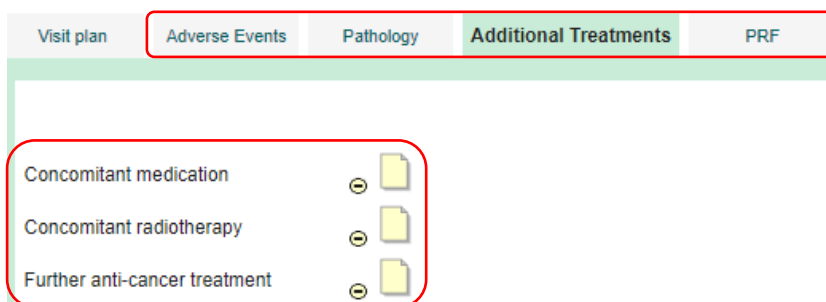 Visit plan Adverse Events Pathology Additional Treatments PRF
Concomitant medication
Concomitant radiotherapy
Further anti-cancer treatment